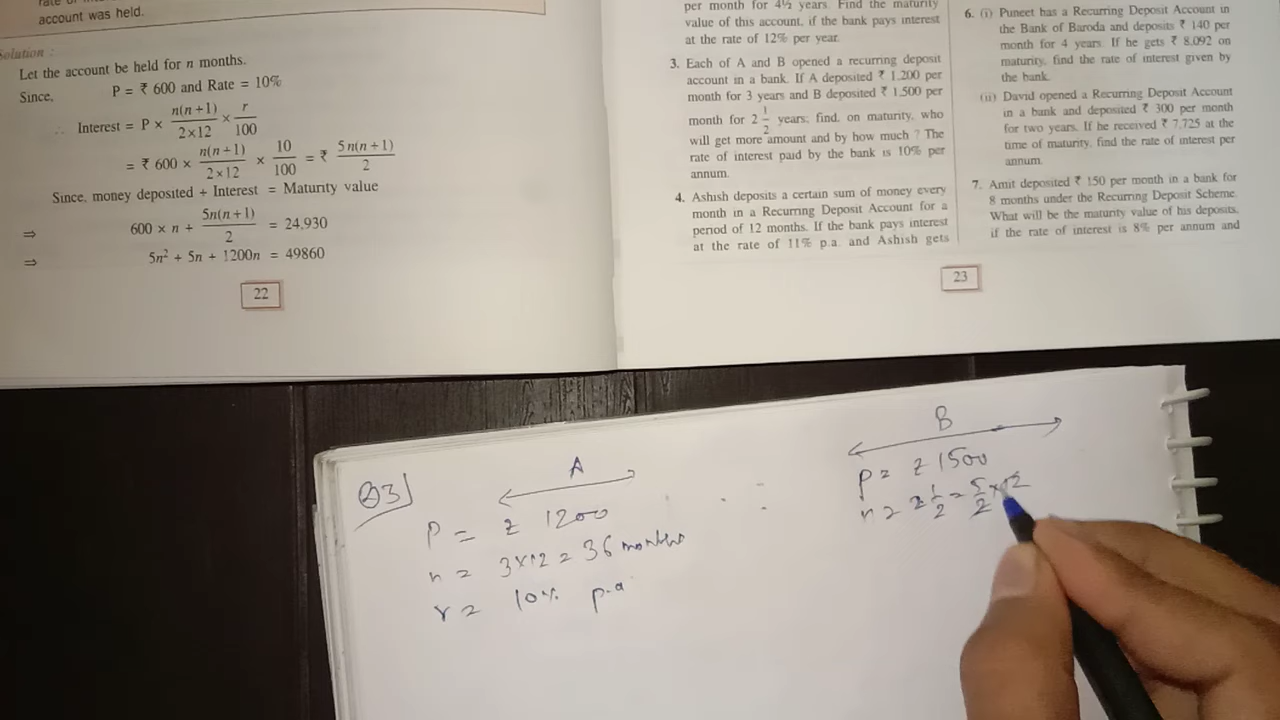 account was held.
Solution :
Let the account be held for n months.
Since, P = ₹ 600 and Rate = 10%
∴ Interest = P × n(n+1)/2×12 × r/100
= ₹ 600 × n(n+1)/2×12 × 10/100 = ₹ 5n(n+1)/2
Since, money deposited + Interest = Maturity value
⇒ 600 × n + 5n(n+1)/2 = 24,930
⇒ 5n² + 5n + 1200n = 49860
22
per month for 4½ years. Find the maturity
value of this account, if the bank pays interest
at the rate of 12% per year.
3. Each of A and B opened a recurring deposit
account in a bank. If A deposited ₹ 1,200 per
month for 3 years and B deposited ₹ 1,500 per
month for 2 1/2 years; find, on maturity, who
will get more amount and by how much ? The
rate of interest paid by the bank is 10% per
annum.
4. Ashish deposits a certain sum of money every
month in a Recurring Deposit Account for a
period of 12 months. If the bank pays interest
at the rate of 11% p.a. and Ashish gets
6. (i) Puneet has a Recurring Deposit Account in
the Bank of Baroda and deposits ₹ 140 per
month for 4 years. If he gets ₹ 8,092 on
maturity, find the rate of interest given by
the bank.
(ii) David opened a Recurring Deposit Account
in a bank and deposited ₹ 300 per month
for two years. If he received ₹ 7,725 at the
time of maturity, find the rate of interest per
annum.
7. Amit deposited ₹ 150 per month in a bank for
8 months under the Recurring Deposit Scheme.
What will be the maturity value of his deposits,
if the rate of interest is 8% per annum and
23
Q3]
A
P = ₹ 1200
n = 3×12 = 36 months
r = 10% p.a
B
P = ₹ 1500
n = 2 1/2 = 5/2 × 12